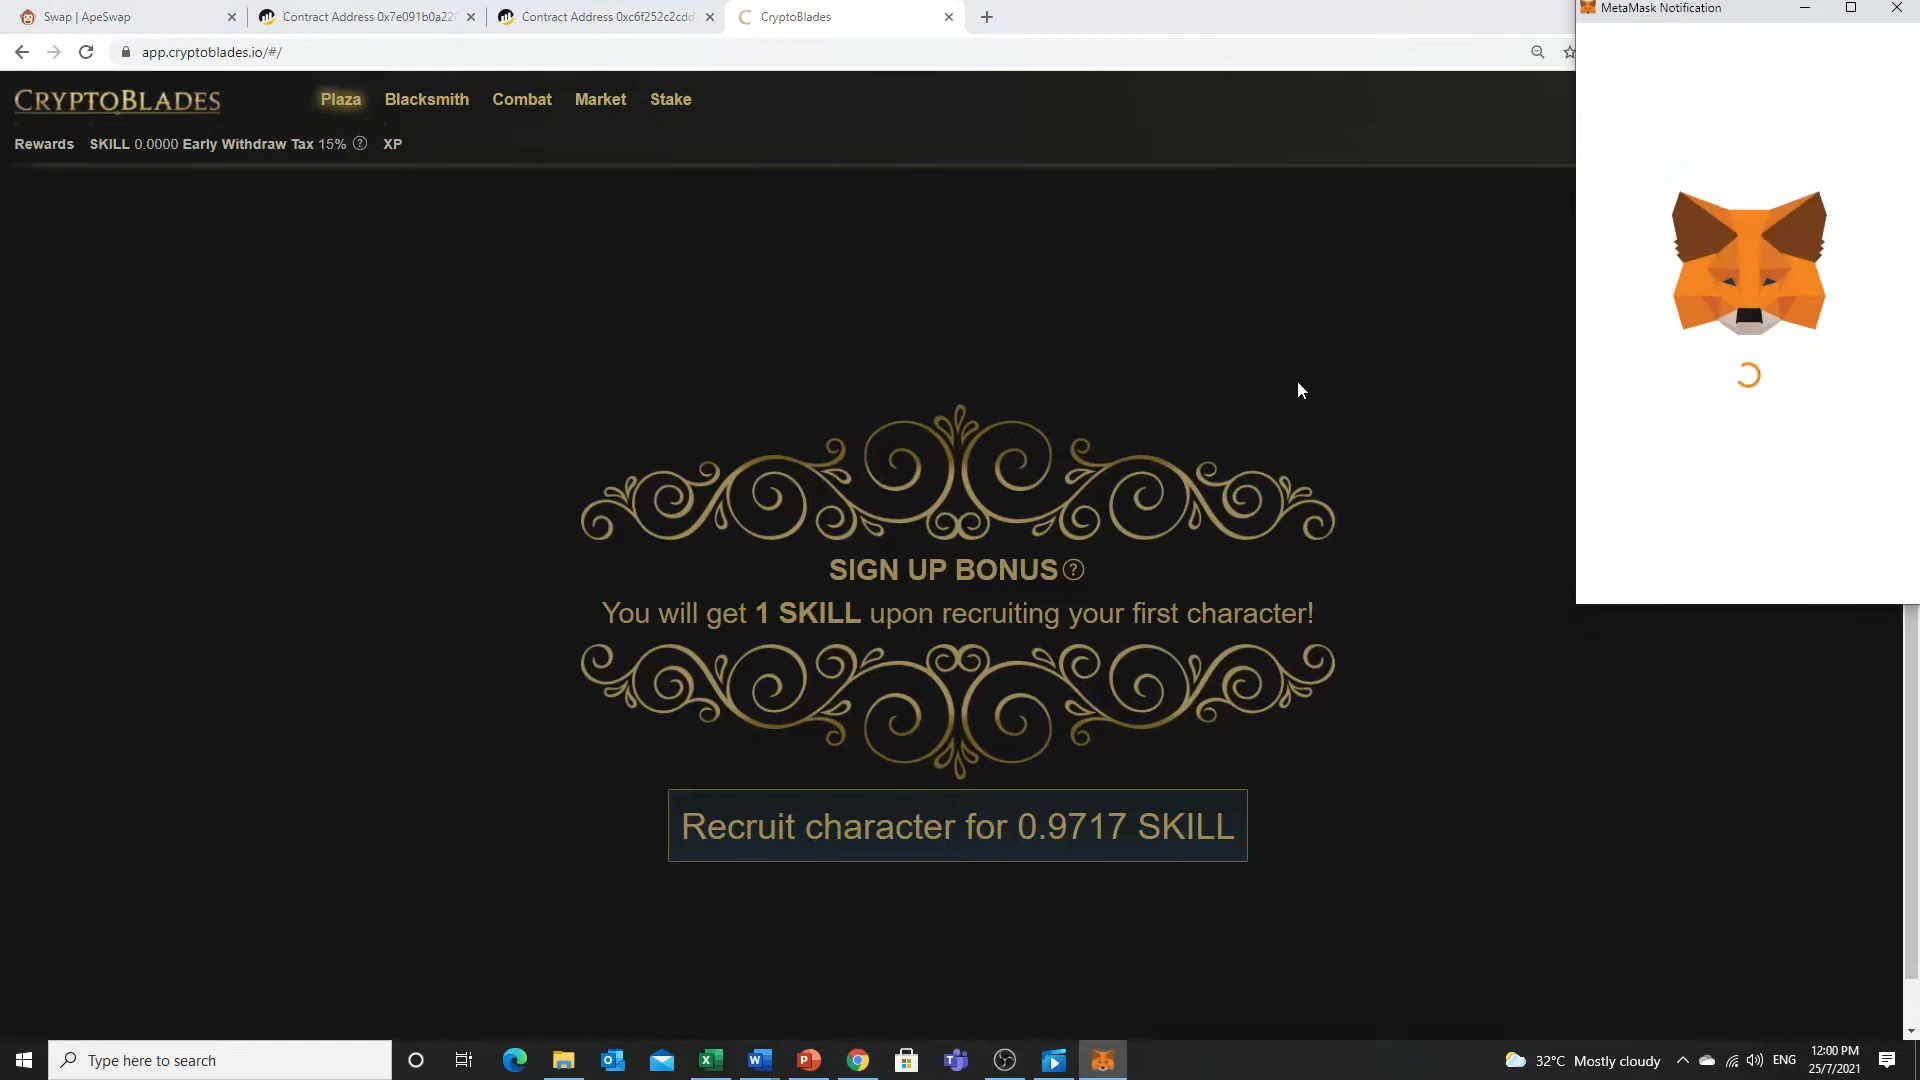 Swap | ApeSwap
Contract Address 0x7e091b0a22
Contract Address 0xc6f252c2cdd
CryptoBlades
MetaMask Notification
app.cryptoblades.io/#/
CRYPTOBLADES
Plaza
Blacksmith
Combat
Market
Stake
Rewards SKILL 0.0000 Early Withdraw Tax 15% ? XP
SIGN UP BONUS ?
You will get 1 SKILL upon recruiting your first character!
Recruit character for 0.9717 SKILL
Type here to search
32°C Mostly cloudy
ENG
12:00 PM
25/7/2021